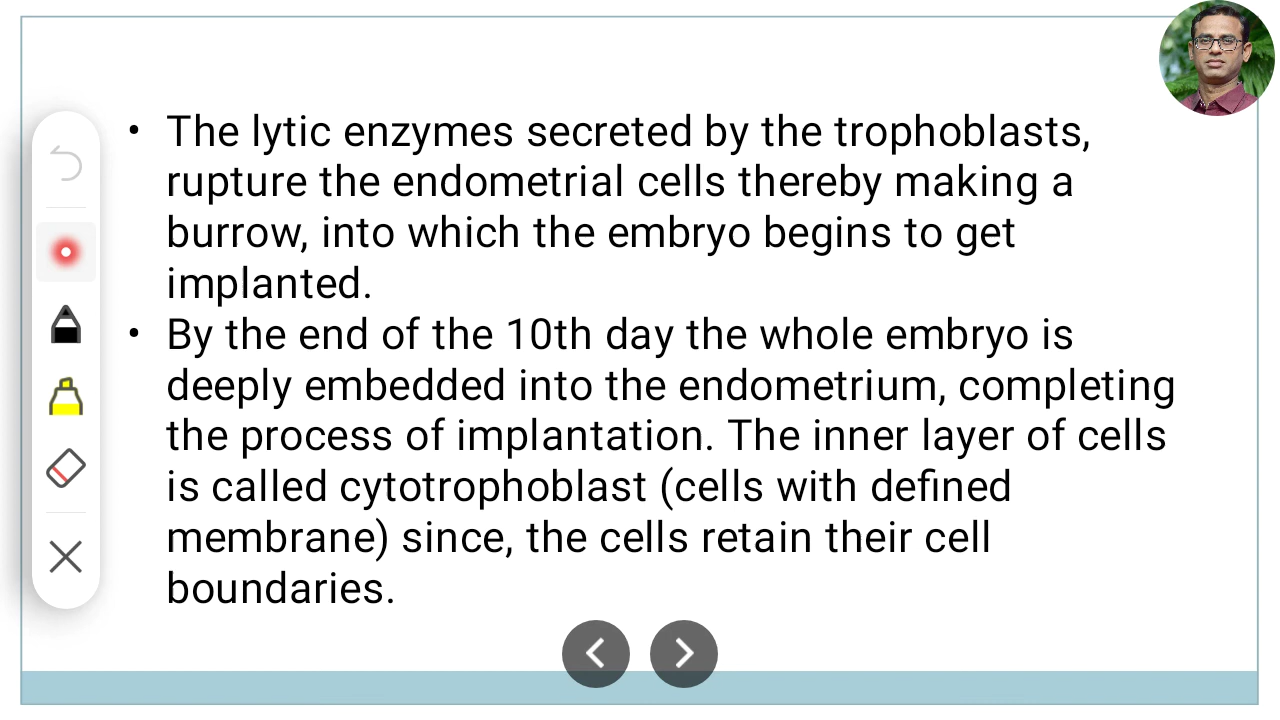 • The lytic enzymes secreted by the trophoblasts,
rupture the endometrial cells thereby making a
burrow, into which the embryo begins to get
implanted.
• By the end of the 10th day the whole embryo is
deeply embedded into the endometrium, completing
the process of implantation. The inner layer of cells
is called cytotrophoblast (cells with defined
membrane) since, the cells retain their cell
boundaries.